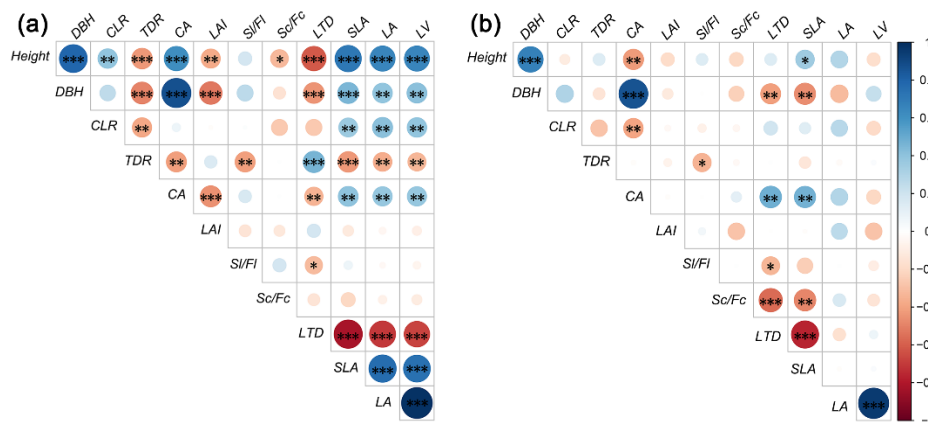 (a)
DBH CLR TDR CA LAI Sl/Fl Sc/Fc LTD SLA LA LV
Height *** ** *** *** ** * *** *** *** ***
DBH *** *** *** *** *** ** **
CLR ** ** ** **
TDR ** ** *** *** ** **
CA *** ** ** ** **
LAI
Sl/Fl *
Sc/Fc
LTD *** *** ***
SLA *** ***
LA ***
(b)
DBH CLR TDR CA LAI Sl/Fl Sc/Fc LTD SLA LA LV
Height *** ** *
DBH *** ** **
CLR **
TDR *
CA ** **
LAI
Sl/Fl *
Sc/Fc *** **
LTD ***
SLA
LA ***